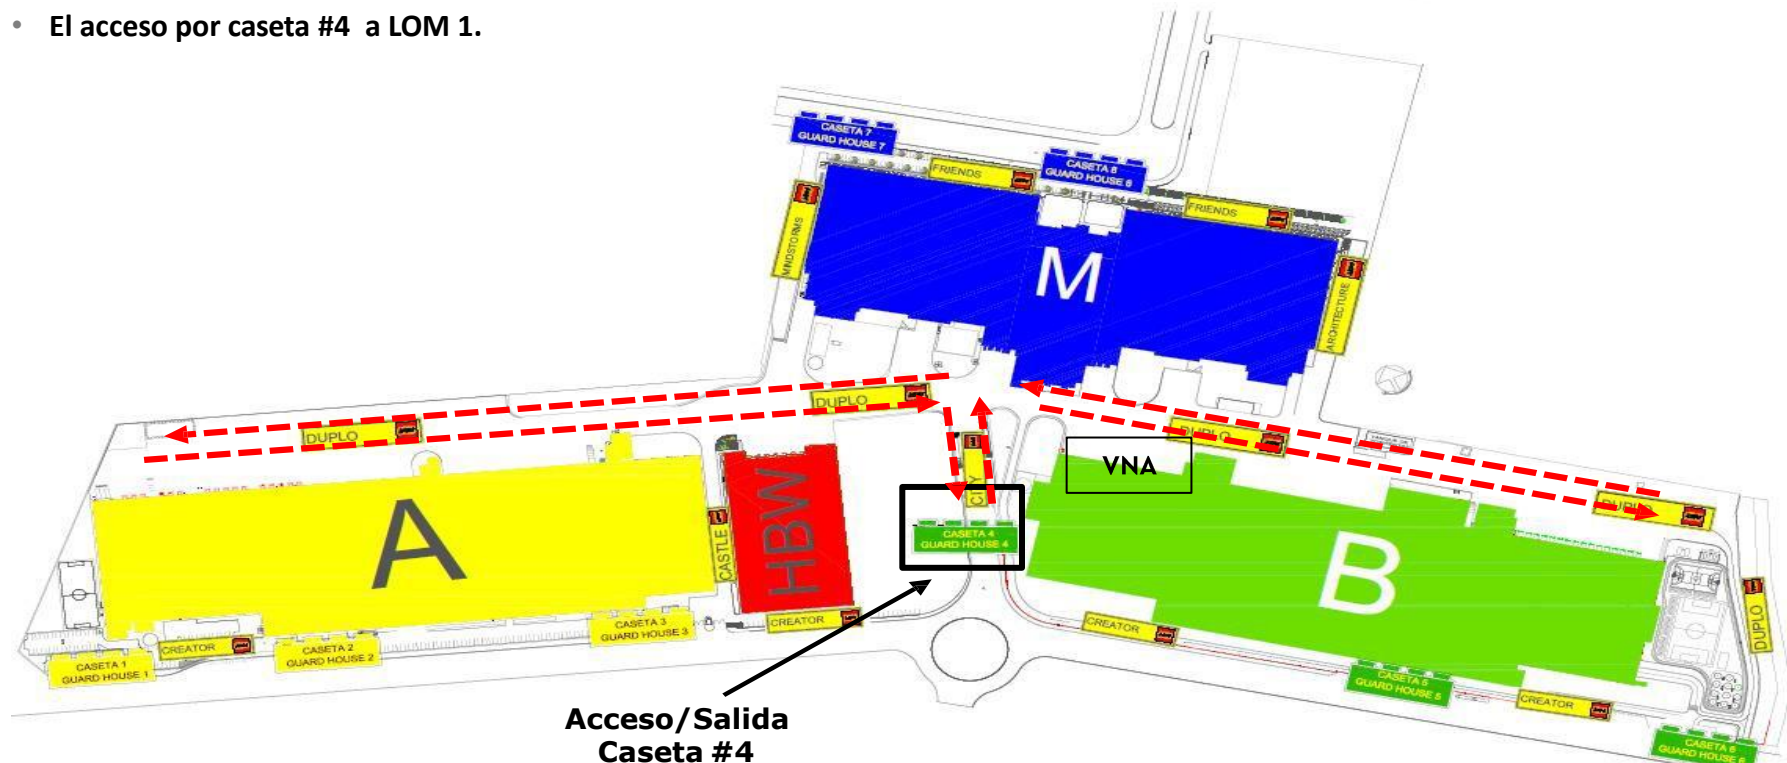 • El acceso por caseta #4 a LOM 1.
CASETA 7
GUARD HOUSE 7
FRIENDS
CASETA 8
GUARD HOUSE 8
FRIENDS
MINDSTORMS
M
ARCHITECTURE
DUPLO
DUPLO
DUPLO
VNA
CITY
DUPLO
A
CASTLE
HBW
CASETA 4
GUARD HOUSE 4
B
DUPLO
CREATOR
CASETA 1
GUARD HOUSE 1
CASETA 2
GUARD HOUSE 2
CASETA 3
GUARD HOUSE 3
CREATOR
CREATOR
CASETA 5
GUARD HOUSE 5
CREATOR
CASETA 6
GUARD HOUSE 6
Acceso/Salida
Caseta #4